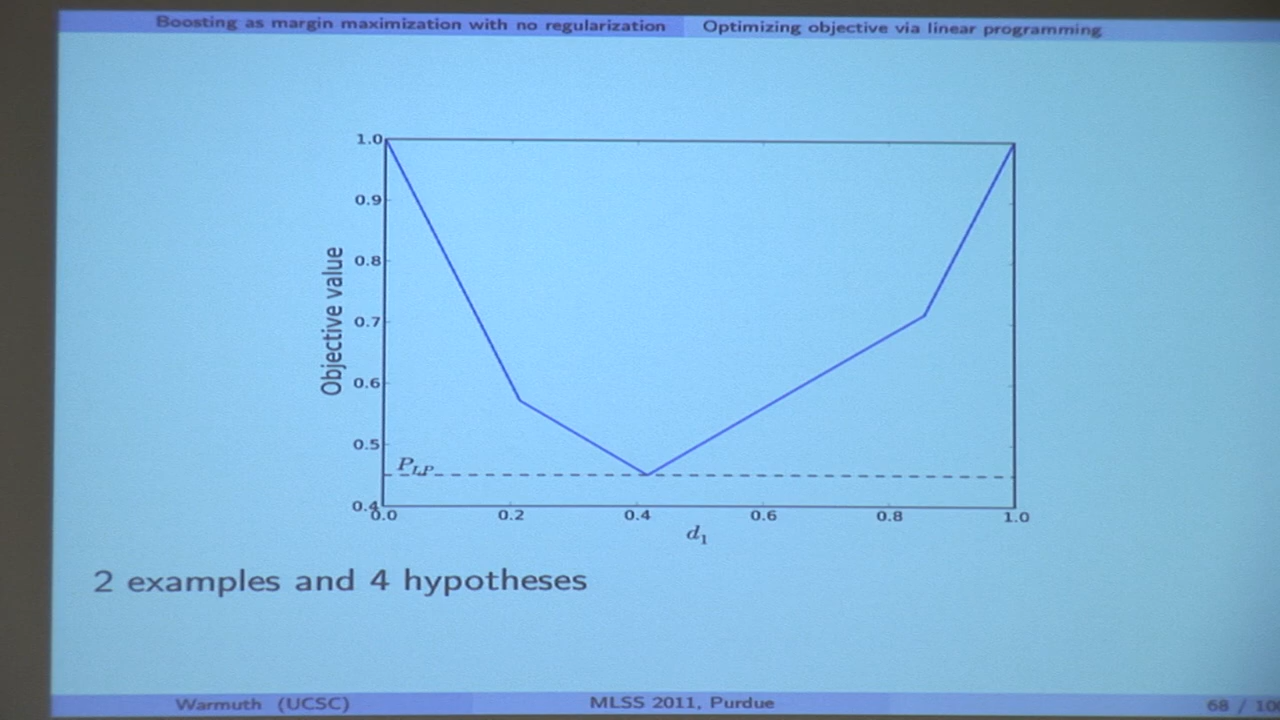 Boosting as margin maximization with no regularization Optimizing objective via linear programming
1.0
0.9
0.8
0.7
0.6
0.5
0.4
Objective value
P_LP
0.0 0.2 0.4 0.6 0.8 1.0
d_1
2 examples and 4 hypotheses
Warmuth (UCSC) MLSS 2011, Purdue 68 / 10